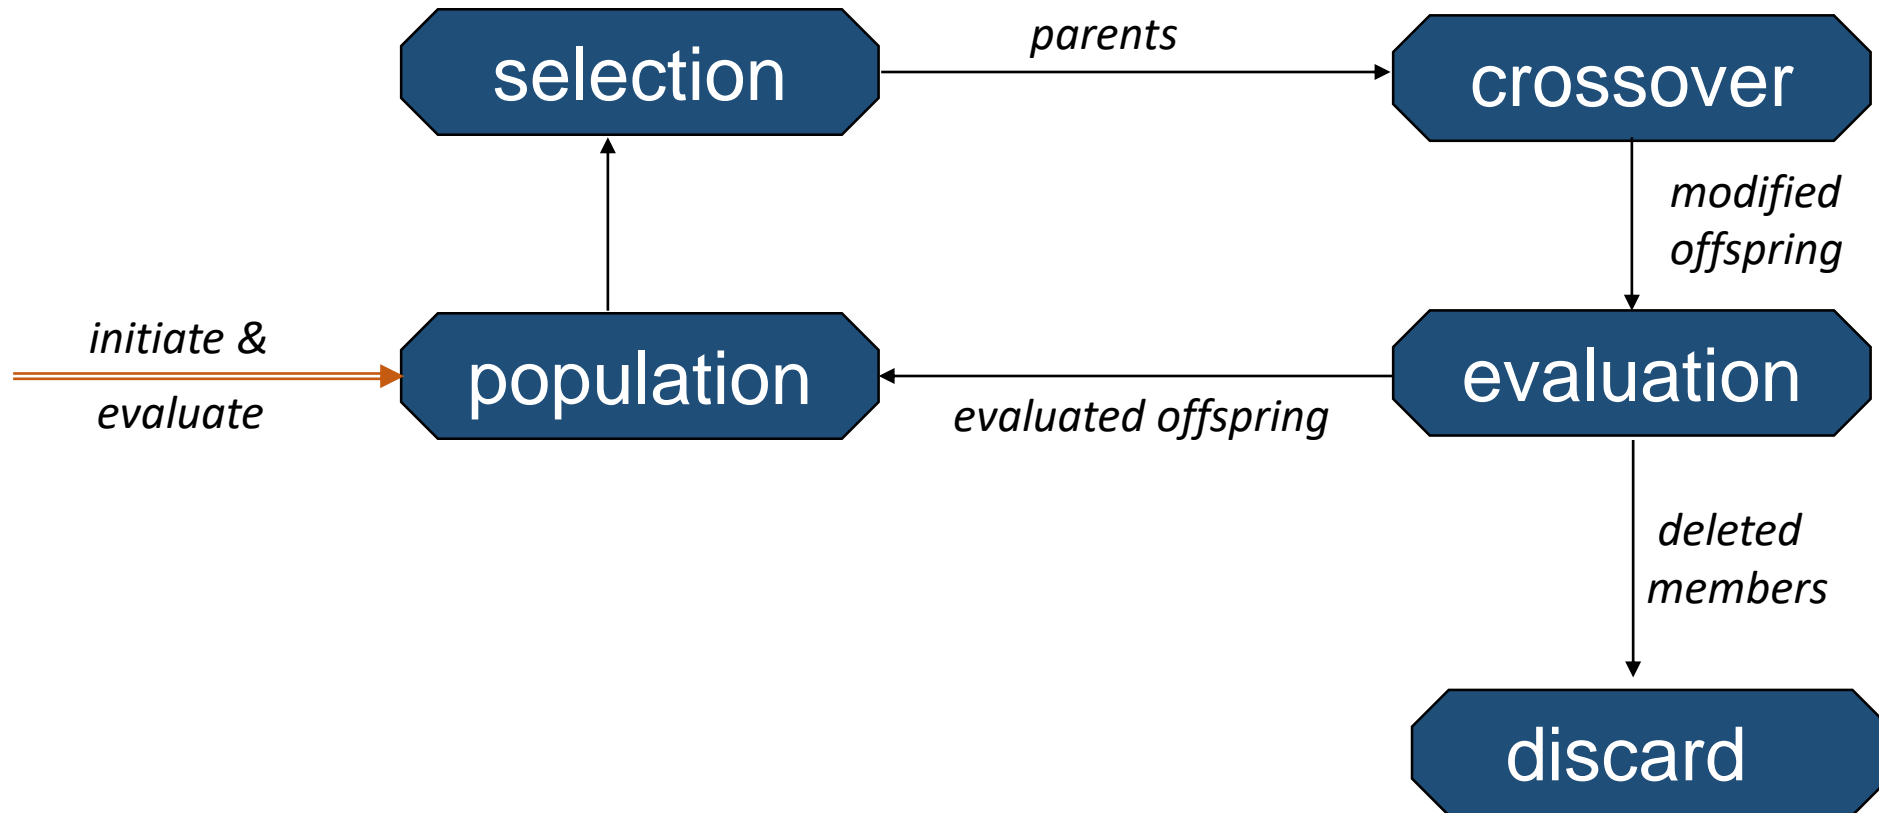 selection
parents
crossover
modified
offspring
initiate &
evaluate
population
evaluated offspring
evaluation
deleted
members
discard